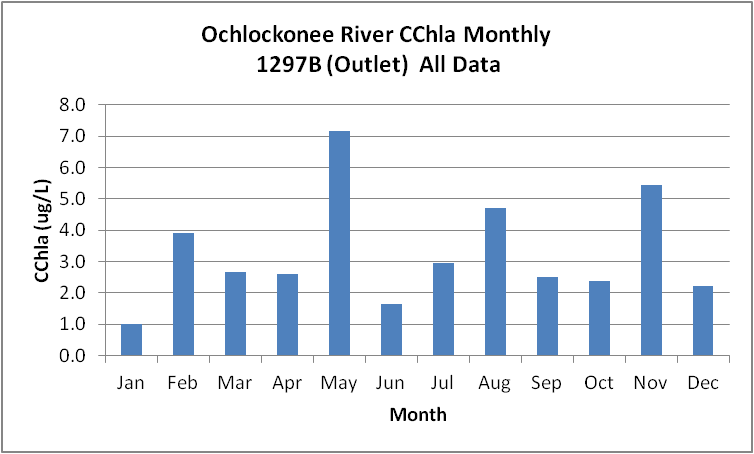 Ochlockonee River CChla Monthly
1297B (Outlet)  All Data
CChla (ug/L)
8.0
7.0
6.0
5.0
4.0
3.0
2.0
1.0
0.0
Jan Feb Mar Apr May Jun Jul Aug Sep Oct Nov Dec
Month